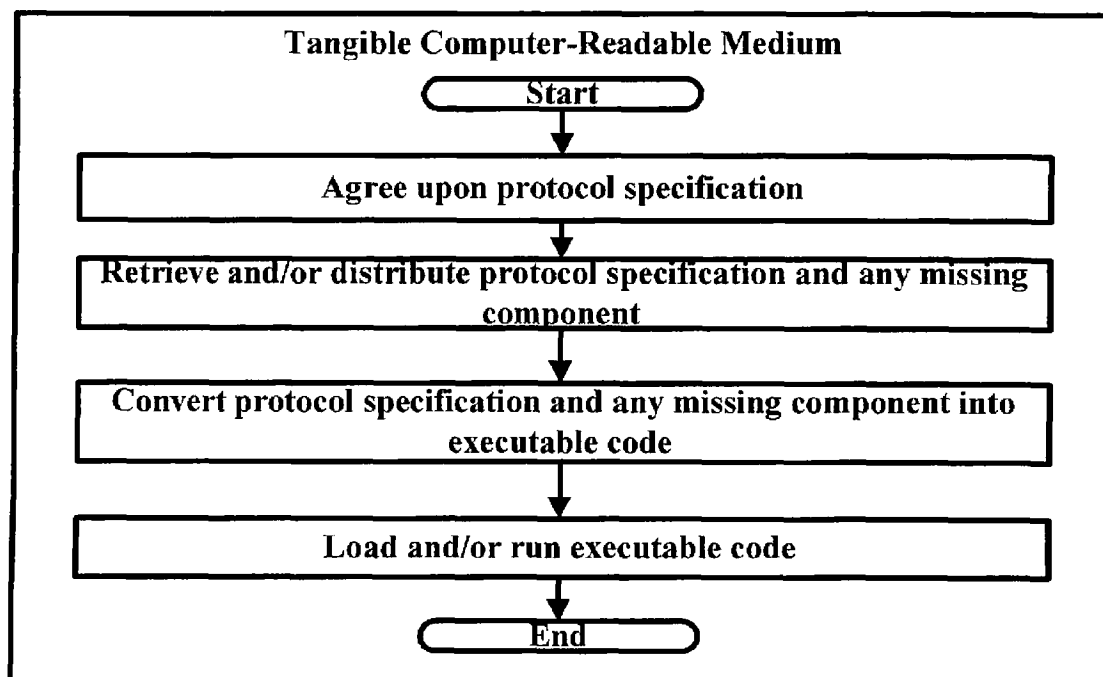 Tangible Computer-Readable Medium
Start
Agree upon protocol specification
Retrieve and/or distribute protocol specification and any missing
component
Convert protocol specification and any missing component into
executable code
Load and/or run executable code
End